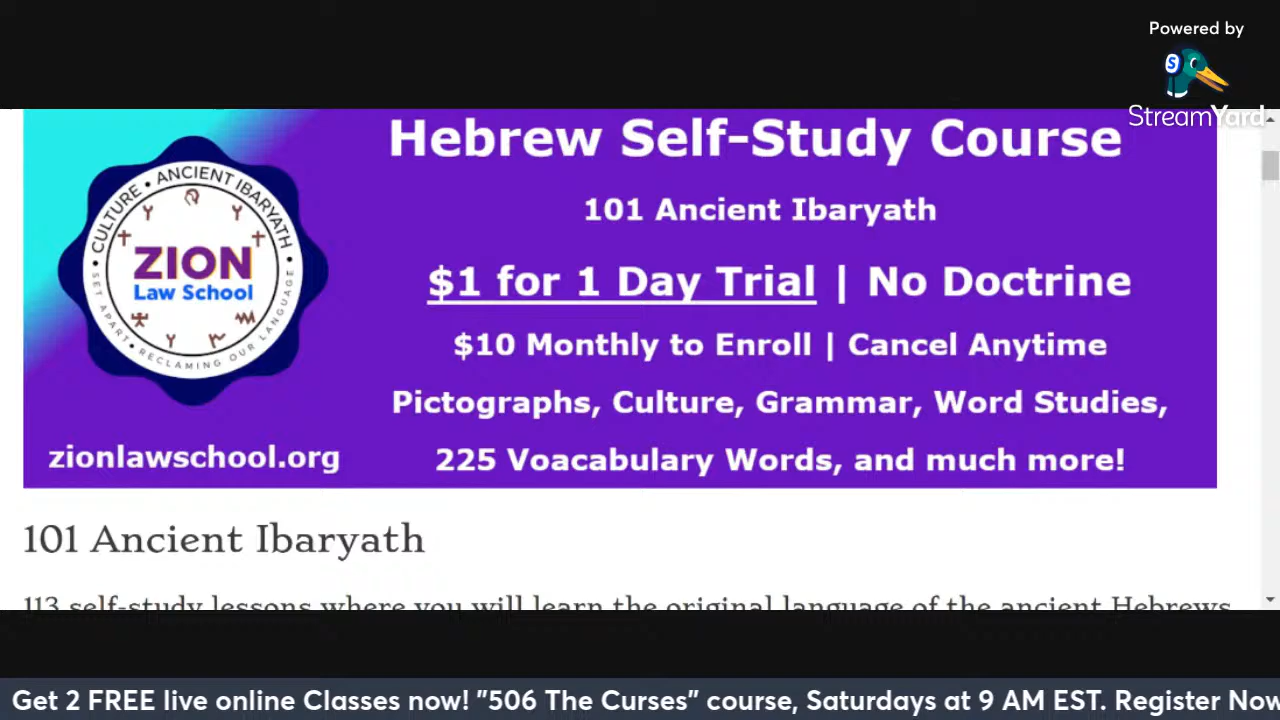 Powered by
StreamYard
Hebrew Self-Study Course
101 Ancient Ibaryath
$1 for 1 Day Trial | No Doctrine
$10 Monthly to Enroll | Cancel Anytime
Pictographs, Culture, Grammar, Word Studies,
225 Voacabulary Words, and much more!
CULTURE • ANCIENT IBARYATH •
SET APART • RECLAIMING OUR LANGUAGE
ZION
Law School
zionlawschool.org
101 Ancient Ibaryath
113 self-study lessons where you will learn the original language of the ancient Hebrews
Get 2 FREE live online Classes now! "506 The Curses" course, Saturdays at 9 AM EST. Register Now